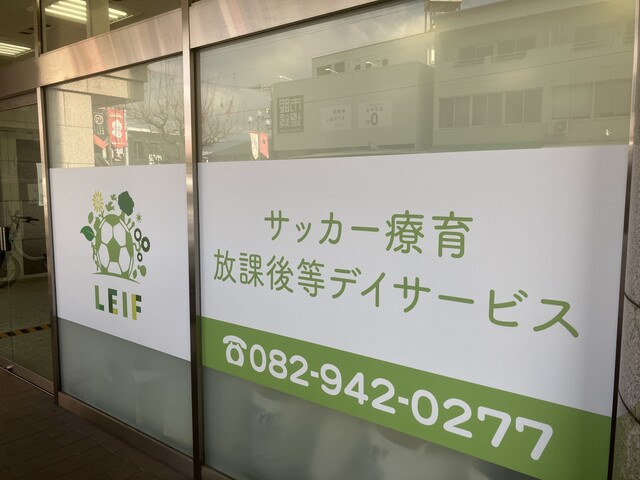 LEIF
サッカー療育
放課後等デイサービス
☎082-942-0277